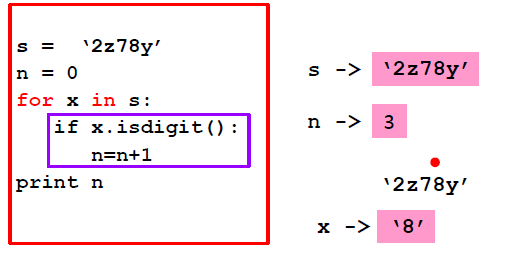 s =  ‘2z78y’
n = 0
for x in s:
if x.isdigit():
n=n+1
print n
s -> ‘2z78y’
n -> 3
‘2z78y’
x -> ‘8’